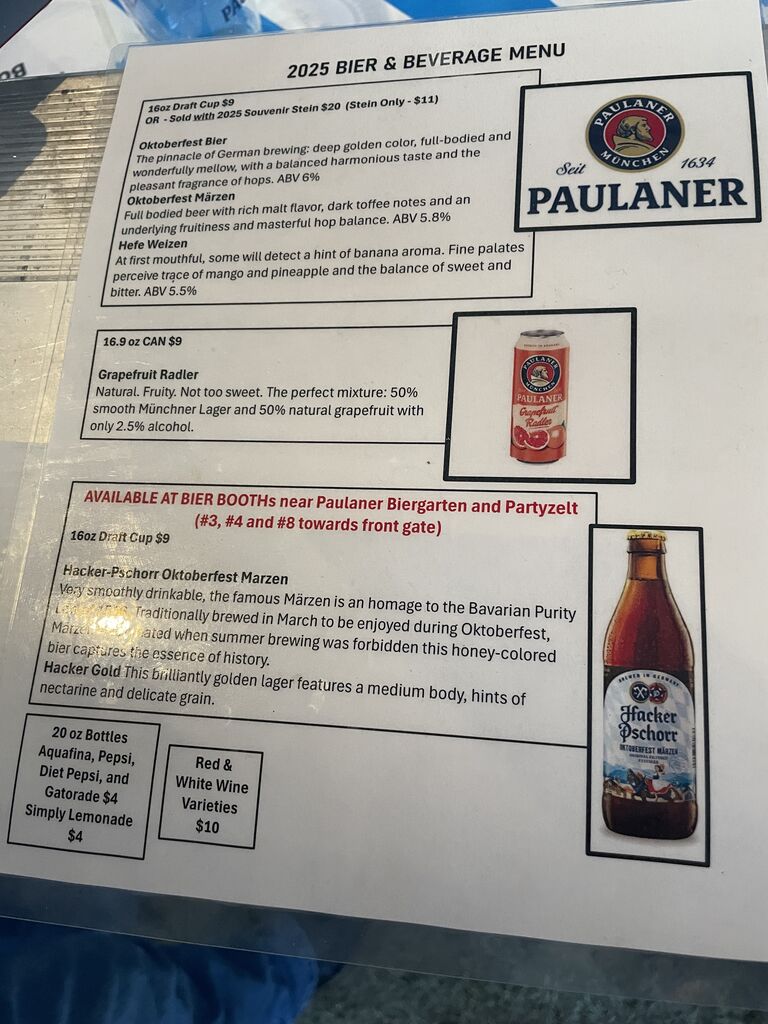 2025 BIER & BEVERAGE MENU
16oz Draft Cup $9
OR - Sold with 2025 Souvenir Stein $20 (Stein Only - $11)
Oktoberfest Bier
The pinnacle of German brewing: deep golden color, full-bodied and
wonderfully mellow, with a balanced harmonious taste and the
pleasant fragrance of hops. ABV 6%
Oktoberfest Märzen
Full bodied beer with rich malt flavor, dark toffee notes and an
underlying fruitiness and masterful hop balance. ABV 5.8%
Hefe Weizen
At first mouthful, some will detect a hint of banana aroma. Fine palates
perceive trace of mango and pineapple and the balance of sweet and
bitter. ABV 5.5%
PAULANER
MÜNCHEN
Seit 1634
PAULANER
16.9 oz CAN $9
Grapefruit Radler
Natural. Fruity. Not too sweet. The perfect mixture: 50%
smooth Münchner Lager and 50% natural grapefruit with
only 2.5% alcohol.
PAULANER
MÜNCHEN
PAULANER
Grapefruit
Radler
AVAILABLE AT BIER BOOTHs near Paulaner Biergarten and Partyzelt
(#3, #4 and #8 towards front gate)
16oz Draft Cup $9
Hacker-Pschorr Oktoberfest Marzen
Very smoothly drinkable, the famous Märzen is an homage to the Bavarian Purity
Traditionally brewed in March to be enjoyed during Oktoberfest,
when summer brewing was forbidden this honey-colored
bier captures the essence of history.
Hacker Gold This brilliantly golden lager features a medium body, hints of
nectarine and delicate grain.
BREWED IN GERMANY
Hacker
Pschorr
OKTOBERFEST MÄRZEN
20 oz Bottles
Aquafina, Pepsi,
Diet Pepsi, and
Gatorade $4
Simply Lemonade
$4
Red &
White Wine
Varieties
$10